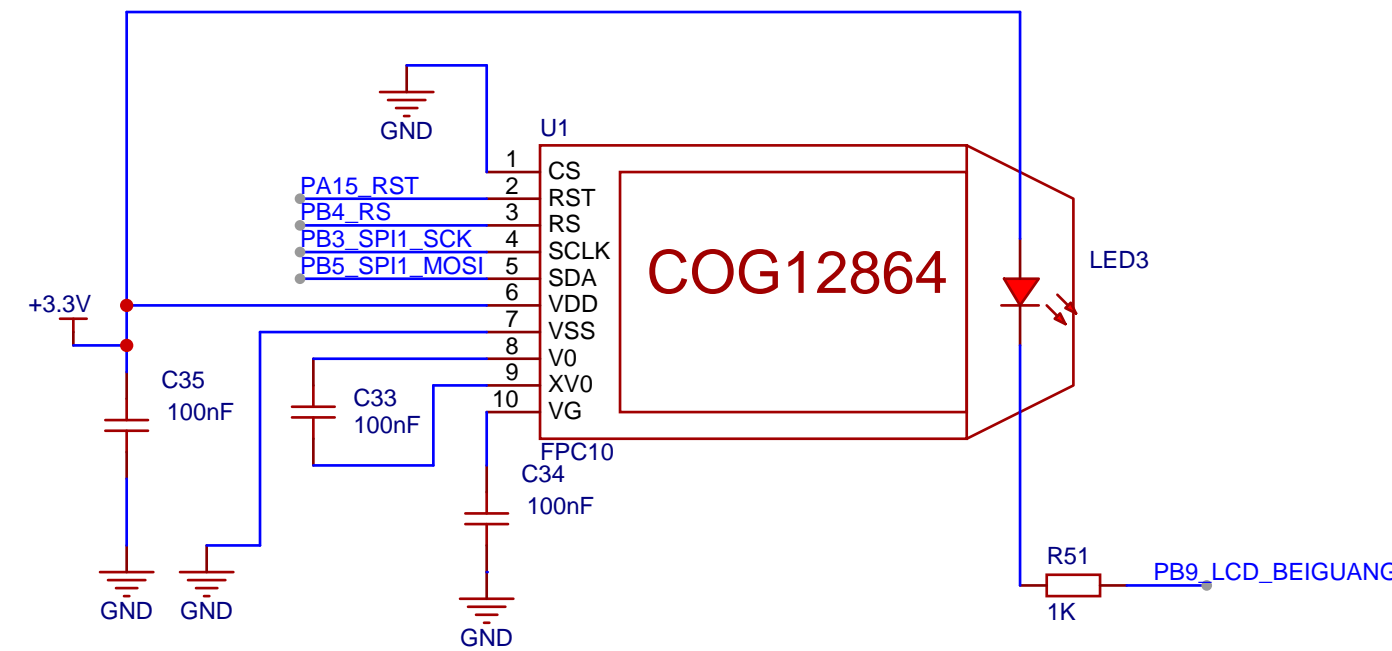 GND
U1
1 CS
PA15_RST 2 RST
PB4_RS 3 RS
PB3_SPI1_SCK 4 SCLK
PB5_SPI1_MOSI 5 SDA
COG12864
LED3
+3.3V
6 VDD
7 VSS
8 V0
9 XV0
10 VG
C35
100nF
C33
100nF
FPC10
C34
100nF
R51
1K
PB9_LCD_BEIGUANG
GND
GND
GND